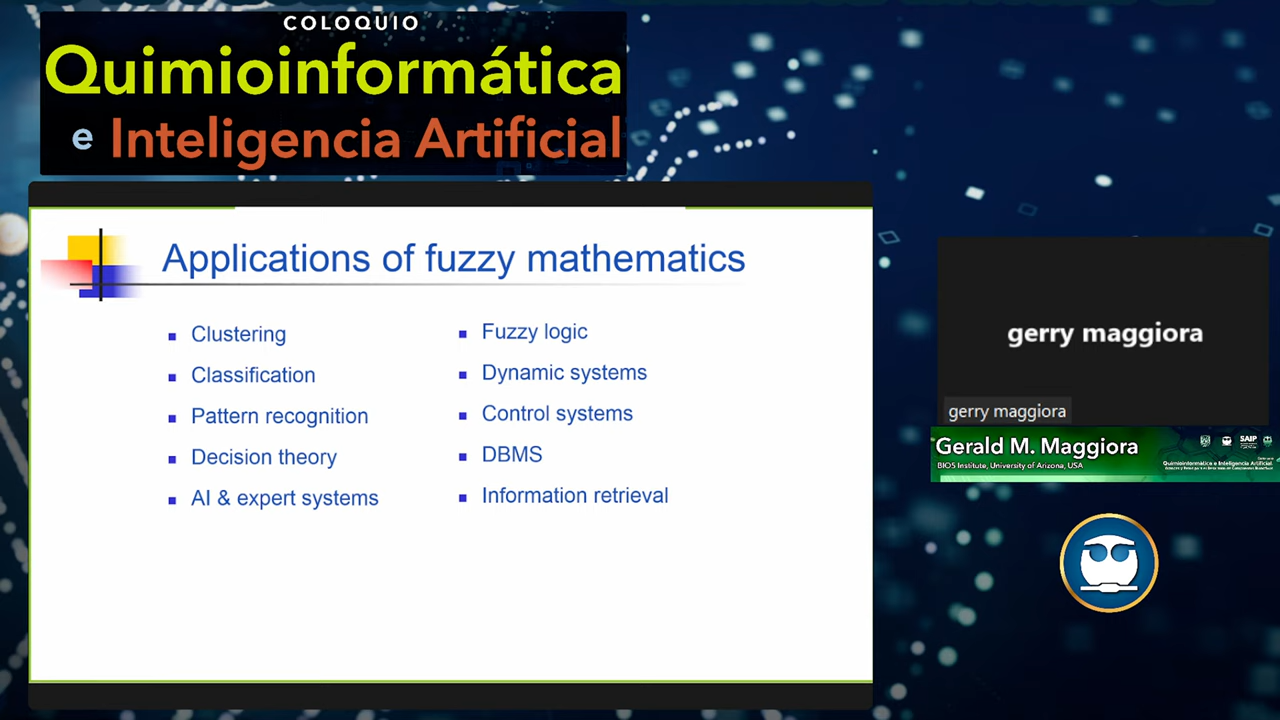 COLOQUIO
Quimioinformática
e Inteligencia Artificial
Applications of fuzzy mathematics
Clustering
Classification
Pattern recognition
Decision theory
AI & expert systems
Fuzzy logic
Dynamic systems
Control systems
DBMS
Information retrieval
gerry maggiora
gerry maggiora
Gerald M. Maggiora
BIOS Institute, University of Arizona, USA
SAIP
Quimioinformática e Inteligencia Artificial